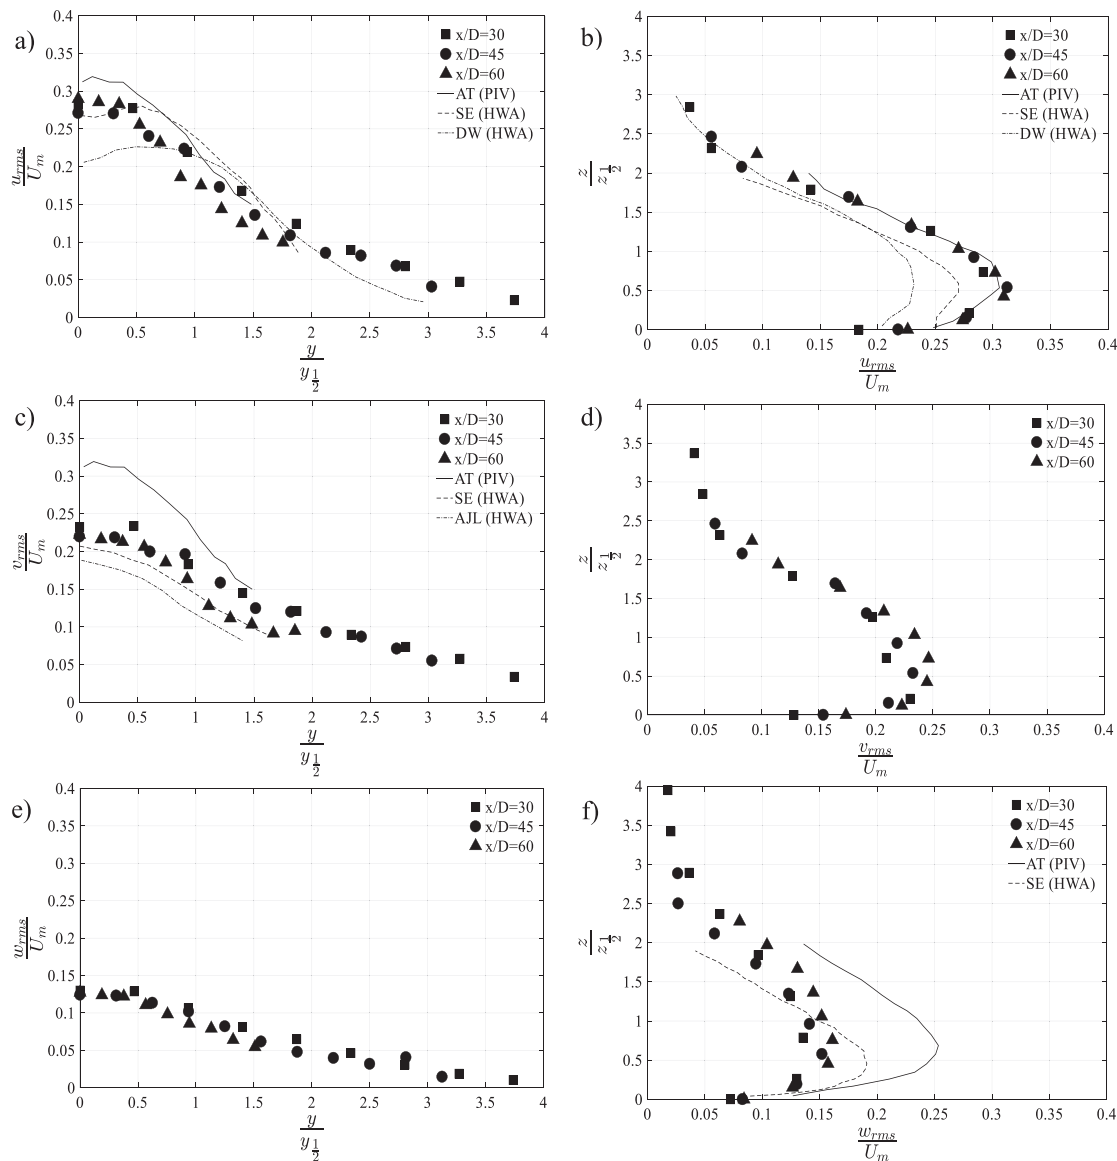 a)
0.4
0.35
0.3
0.25
0.2
0.15
0.1
0.05
0
u_rms
U_m
x/D=30
x/D=45
x/D=60
AT (PIV)
SE (HWA)
DW (HWA)
0 0.5 1 1.5 2 2.5 3 3.5 4
y
y_1/2
b)
4
3.5
3
2.5
2
1.5
1
0.5
0
z
z_1/2
x/D=30
x/D=45
x/D=60
AT (PIV)
SE (HWA)
DW (HWA)
0 0.05 0.1 0.15 0.2 0.25 0.3 0.35 0.4
u_rms
U_m
c)
0.4
0.35
0.3
0.25
0.2
0.15
0.1
0.05
0
v_rms
U_m
x/D=30
x/D=45
x/D=60
AT (PIV)
SE (HWA)
AJL (HWA)
0 0.5 1 1.5 2 2.5 3 3.5 4
y
y_1/2
d)
4
3.5
3
2.5
2
1.5
1
0.5
0
z
z_1/2
x/D=30
x/D=45
x/D=60
0 0.05 0.1 0.15 0.2 0.25 0.3 0.35 0.4
v_rms
U_m
e)
0.4
0.35
0.3
0.25
0.2
0.15
0.1
0.05
0
w_rms
U_m
x/D=30
x/D=45
x/D=60
0 0.5 1 1.5 2 2.5 3 3.5 4
y
y_1/2
f)
4
3.5
3
2.5
2
1.5
1
0.5
0
z
z_1/2
x/D=30
x/D=45
x/D=60
AT (PIV)
SE (HWA)
0 0.05 0.1 0.15 0.2 0.25 0.3 0.35 0.4
w_rms
U_m